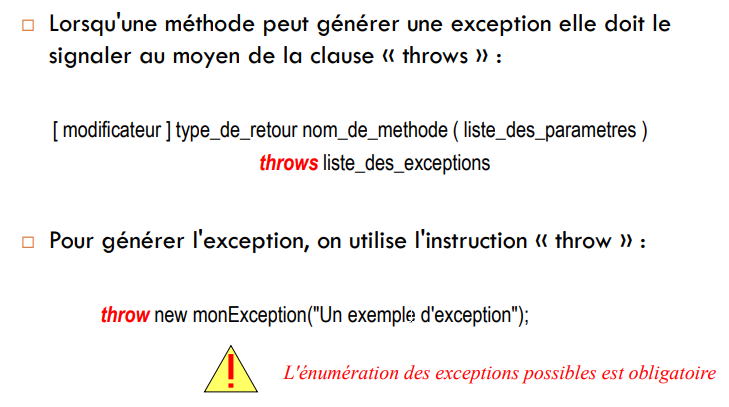 Lorsqu'une méthode peut générer une exception elle doit le
signaler au moyen de la clause « throws » :
[ modificateur ] type_de_retour nom_de_methode ( liste_des_parametres )
throws liste_des_exceptions
Pour générer l'exception, on utilise l'instruction « throw » :
throw new monException("Un exemple d'exception");
! L'énumération des exceptions possibles est obligatoire